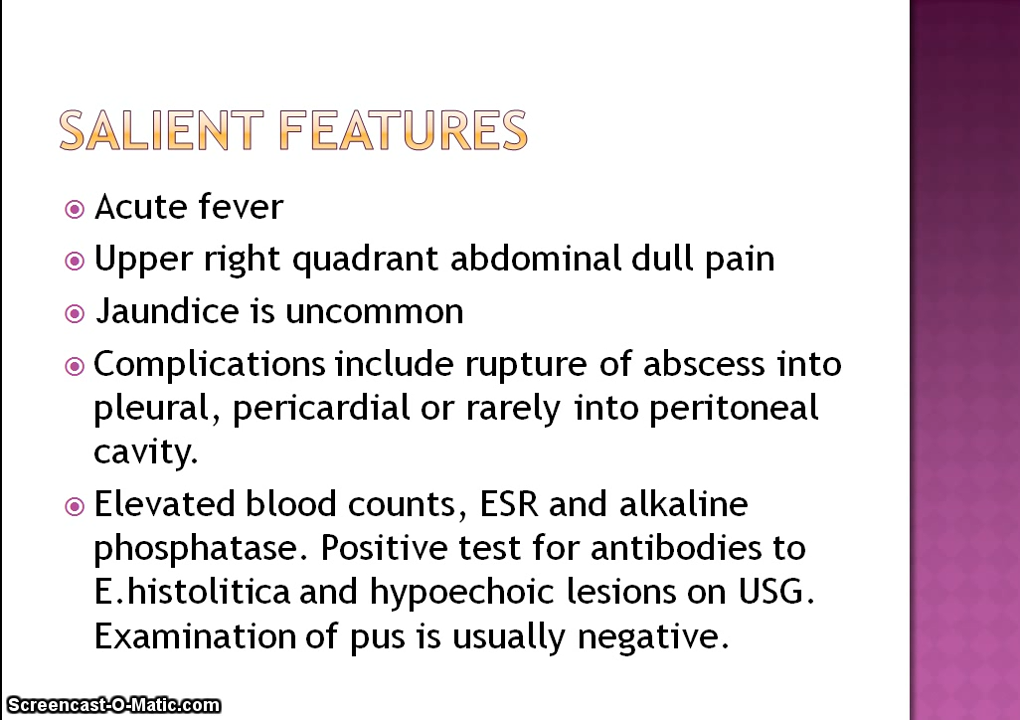 SALIENT FEATURES
Acute fever
Upper right quadrant abdominal dull pain
Jaundice is uncommon
Complications include rupture of abscess into
pleural, pericardial or rarely into peritoneal
cavity.
Elevated blood counts, ESR and alkaline
phosphatase. Positive test for antibodies to
E.histolitica and hypoechoic lesions on USG.
Examination of pus is usually negative.
Screencast-O-Matic.com